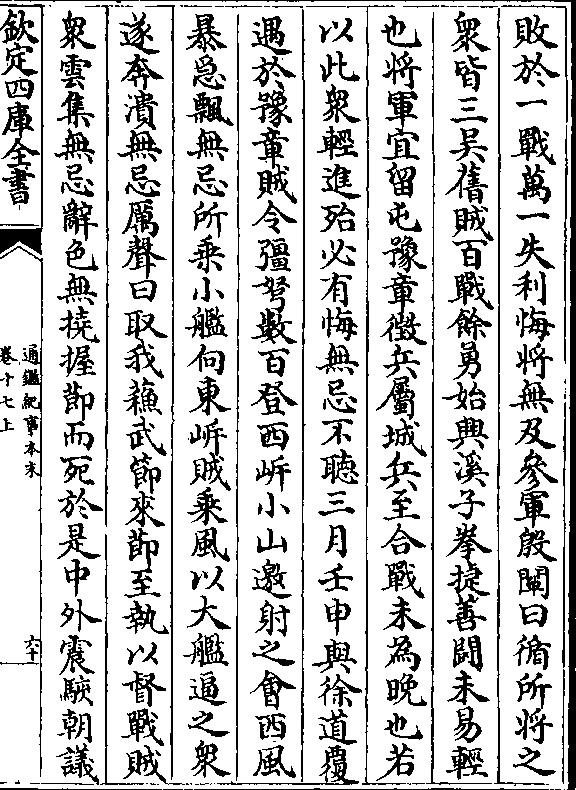 敗於一戰萬一失利悔將無及參軍殷闡曰循所將之
衆皆三吳舊賊百戰餘勇始興溪子拳捷善鬭未易輕
也將軍宜留屯豫章徴兵屬城兵至合戰未為晚也若
以此衆輕進殆必有悔無忌不聽三月壬申與徐道覆
遇於豫章賊令彊弩數百登西岸小山邀射之會西風
暴急飄無忌所乗小艦向東岸賊乗風以大艦逼之衆
遂奔潰無忌厲聲曰取我蘓武節來節至執以督戰賊
衆雲集無忌辭色無撓握節而死於是中外震駭朝議
欽定四庫全書
通鑑紀事本末
卷十七上
六十